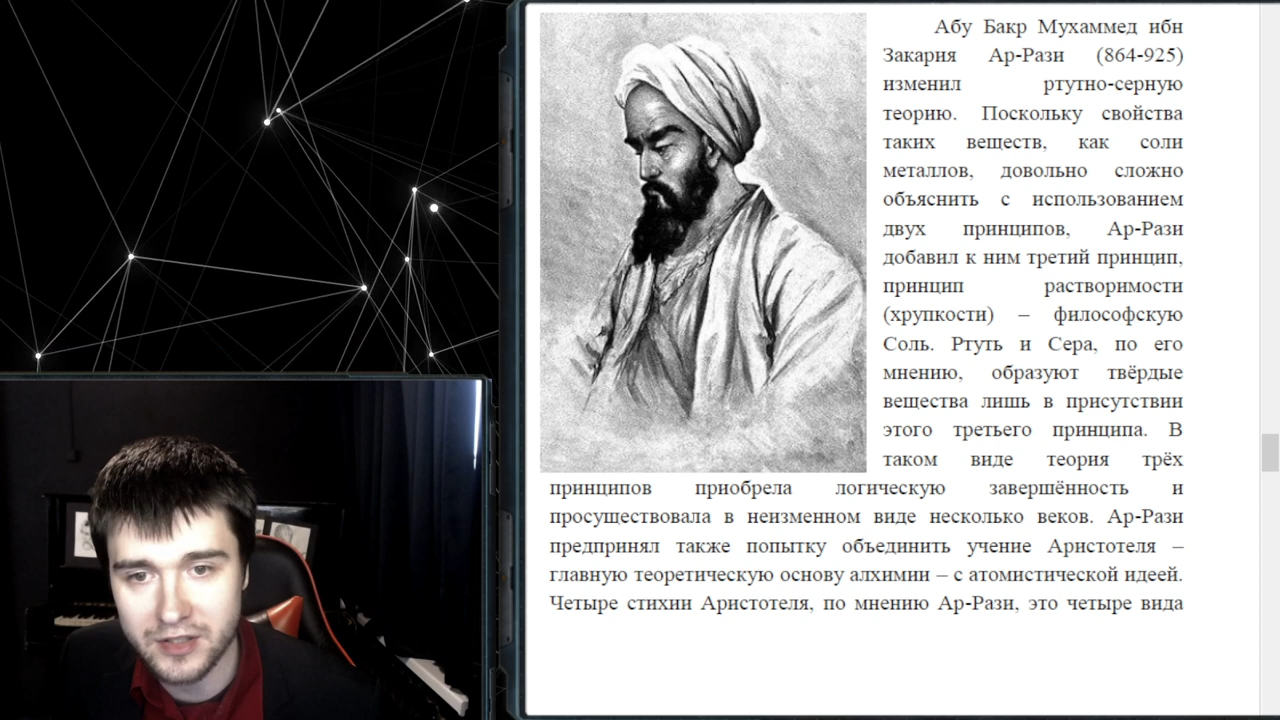 Абу Бакр Мухаммед ибн
Закария Ар-Рази (864-925)
изменил ртутно-серную
теорию. Поскольку свойства
таких веществ, как соли
металлов, довольно сложно
объяснить с использованием
двух принципов, Ар-Рази
добавил к ним третий принцип,
принцип растворимости
(хрупкости) – философскую
Соль. Ртуть и Сера, по его
мнению, образуют твёрдые
вещества лишь в присутствии
этого третьего принципа. В
таком виде теория трёх
принципов приобрела логическую завершённость и
просуществовала в неизменном виде несколько веков. Ар-Рази
предпринял также попытку объединить учение Аристотеля –
главную теоретическую основу алхимии – с атомистической идеей.
Четыре стихии Аристотеля, по мнению Ар-Рази, это четыре вида